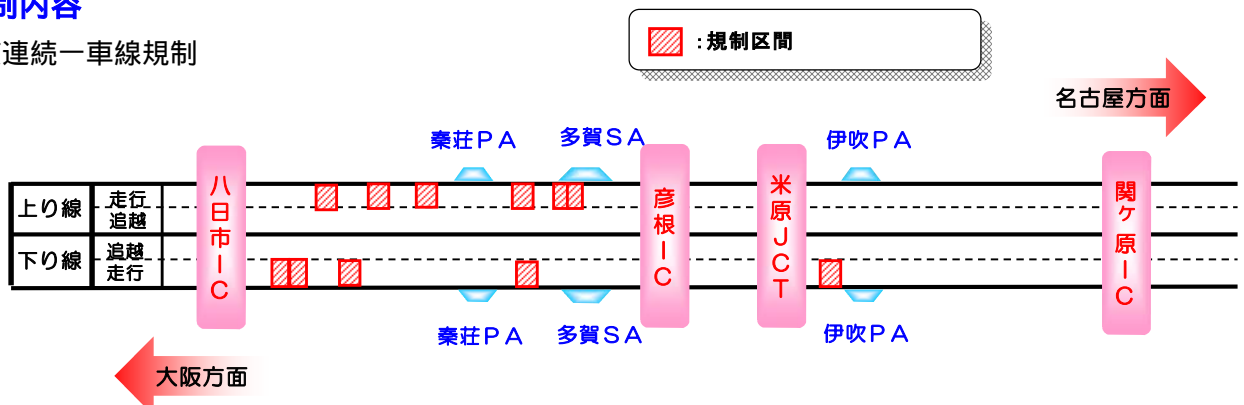 制内容
連続一車線規制
：規制区間
名古屋方面
秦荘ＰＡ
多賀ＳＡ
伊吹ＰＡ
上り線
走行
追越
下り線
追越
走行
八日市ＩＣ
彦根ＩＣ
米原ＪＣＴ
関ヶ原ＩＣ
秦荘ＰＡ
多賀ＳＡ
伊吹ＰＡ
大阪方面